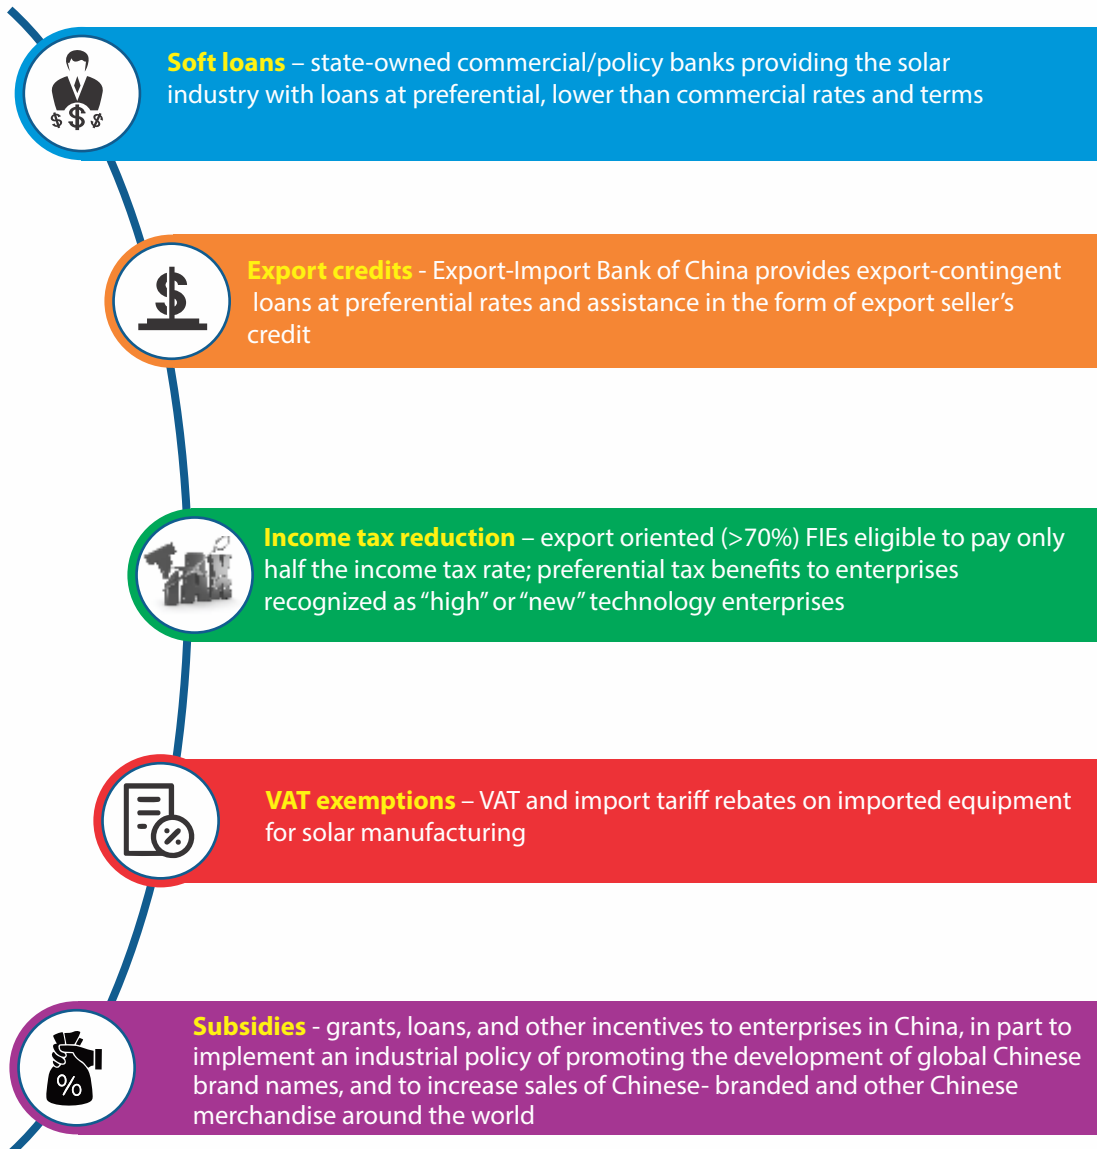 Soft loans – state-owned commercial/policy banks providing the solar
industry with loans at preferential, lower than commercial rates and terms
Export credits - Export-Import Bank of China provides export-contingent
loans at preferential rates and assistance in the form of export seller’s
credit
Income tax reduction – export oriented (>70%) FIEs eligible to pay only
half the income tax rate; preferential tax benefits to enterprises
recognized as “high” or “new” technology enterprises
VAT exemptions – VAT and import tariff rebates on imported equipment
for solar manufacturing
Subsidies - grants, loans, and other incentives to enterprises in China, in part to
implement an industrial policy of promoting the development of global Chinese
brand names, and to increase sales of Chinese- branded and other Chinese
merchandise around the world